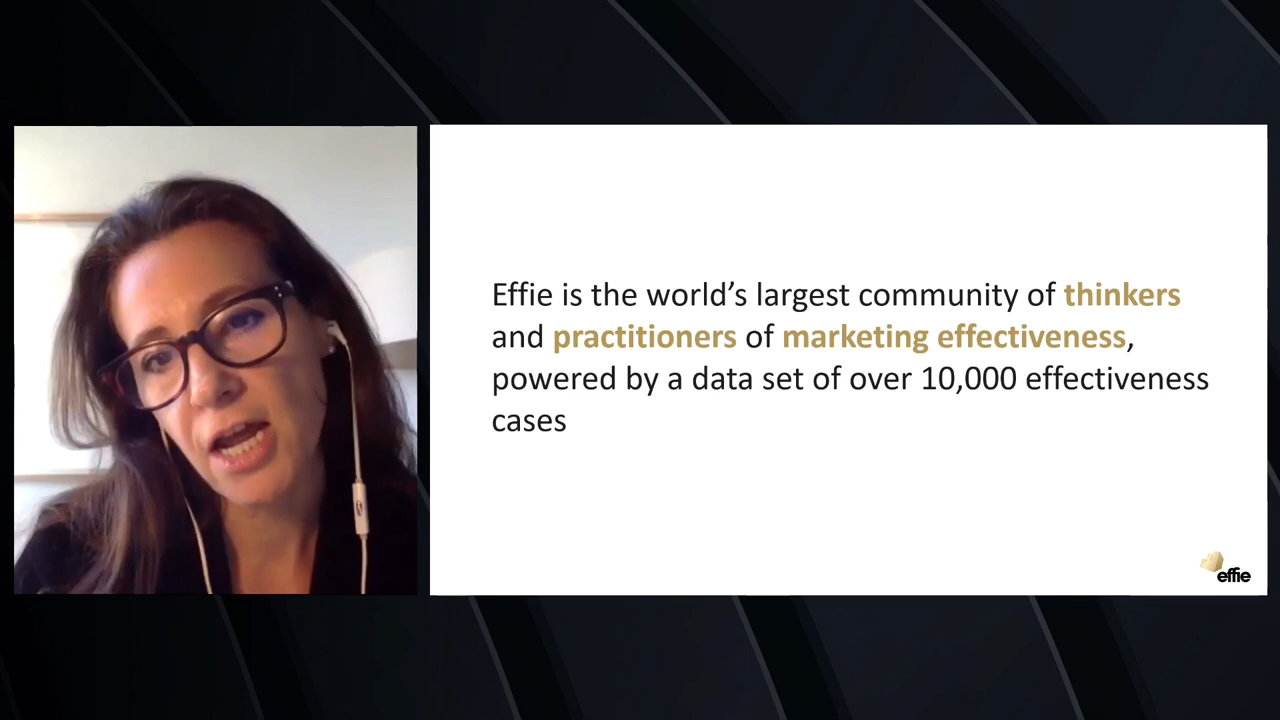 Effie is the world’s largest community of thinkers
and practitioners of marketing effectiveness,
powered by a data set of over 10,000 effectiveness
cases
effie